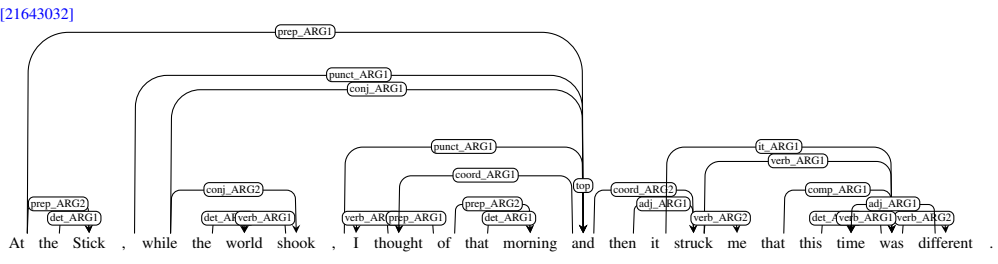 [21643032]
prep_ARG1
punct_ARG1
conj_ARG1
punct_ARG1 it_ARG1
verb_ARG1
coord_ARG1
top
conj_ARG2 coord_ARG2 comp_ARG1
prep_ARG2 prep_ARG2 adj_ARG1 adj_ARG1
det_ARG1 verb_ARG1 prep_ARG1 det_ARG1 verb_ARG2 verb_ARG1 verb_ARG2
At the Stick , while the world shook , I thought of that morning and then it struck me that this time was different .